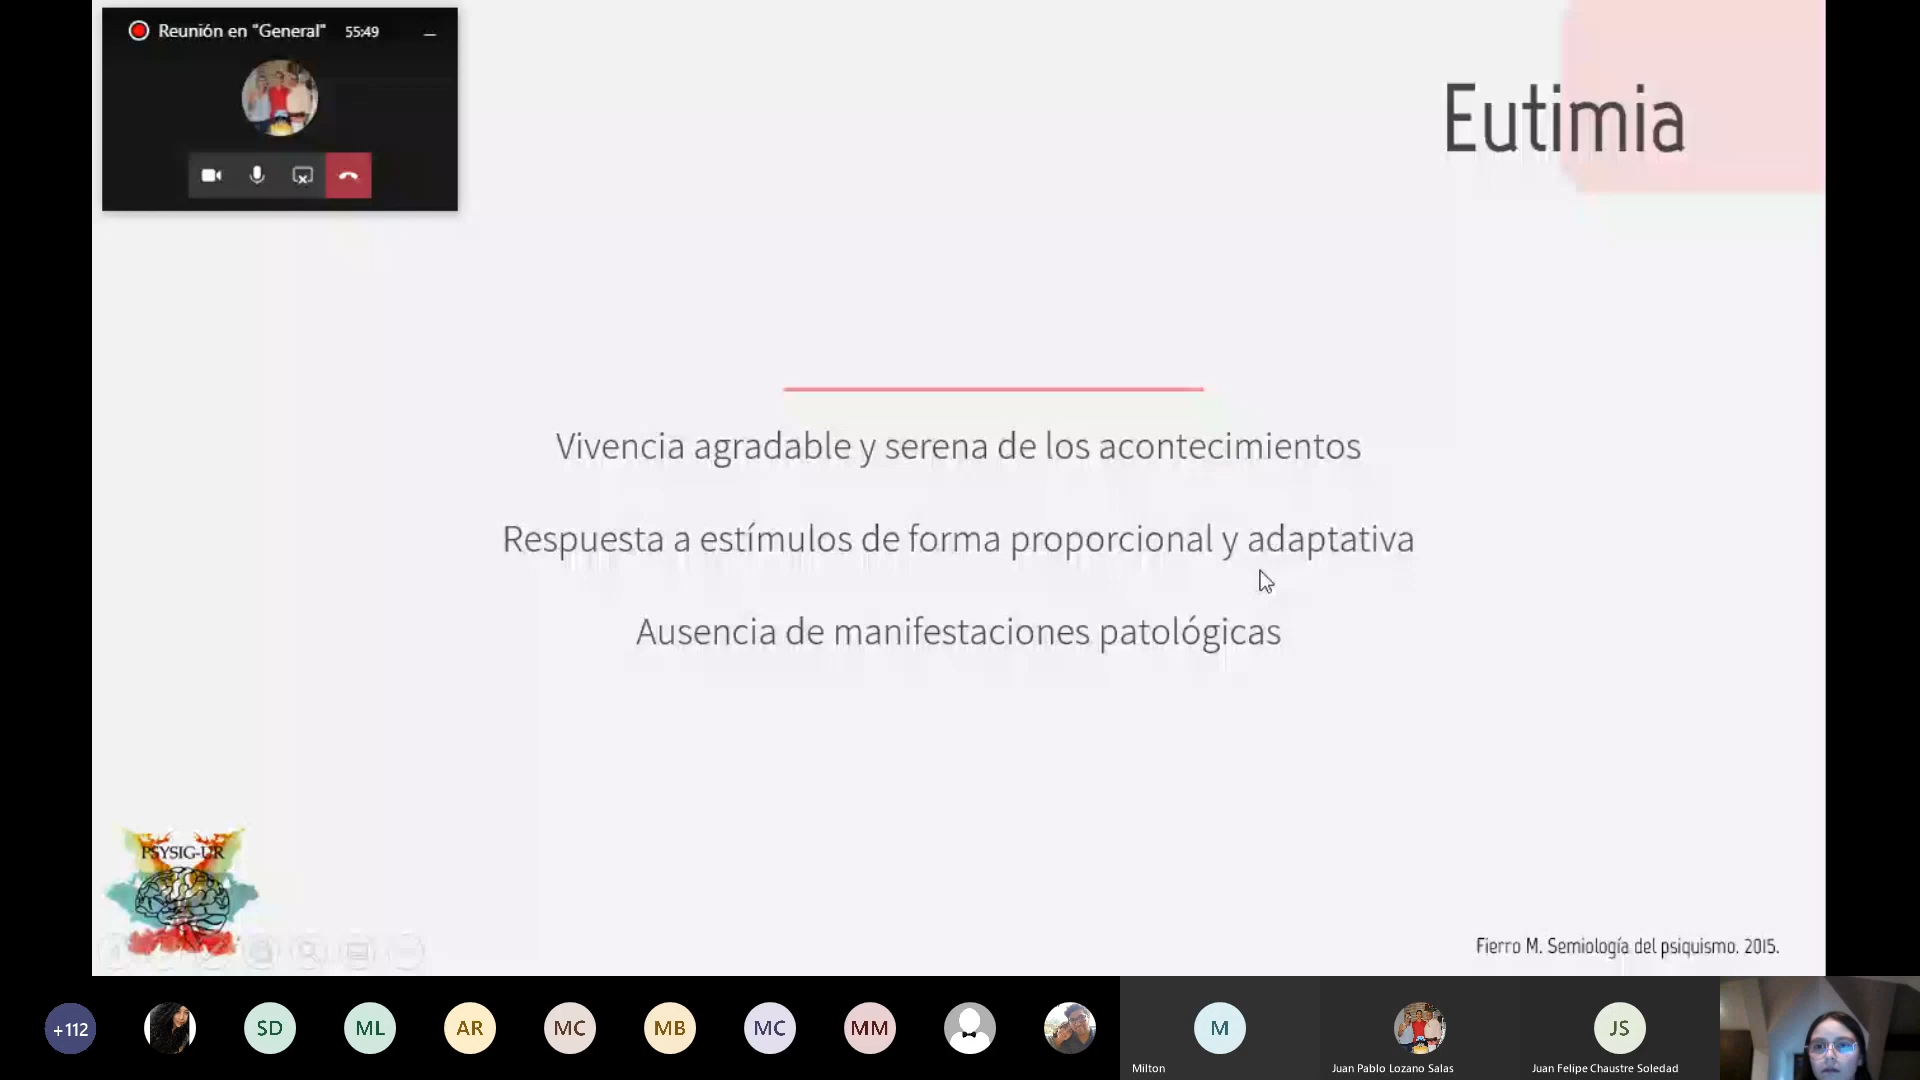 Reunión en "General" 55:49
Eutimia
Vivencia agradable y serena de los acontecimientos
Respuesta a estímulos de forma proporcional y adaptativa
Ausencia de manifestaciones patológicas
PSYSIG-UR
Fierro M. Semiología del psiquismo. 2015.
+112
SD
ML
AR
MC
MB
MC
MM
M
JS
Milton
Juan Pablo Lozano Salas
Juan Felipe Chaustre Soledad